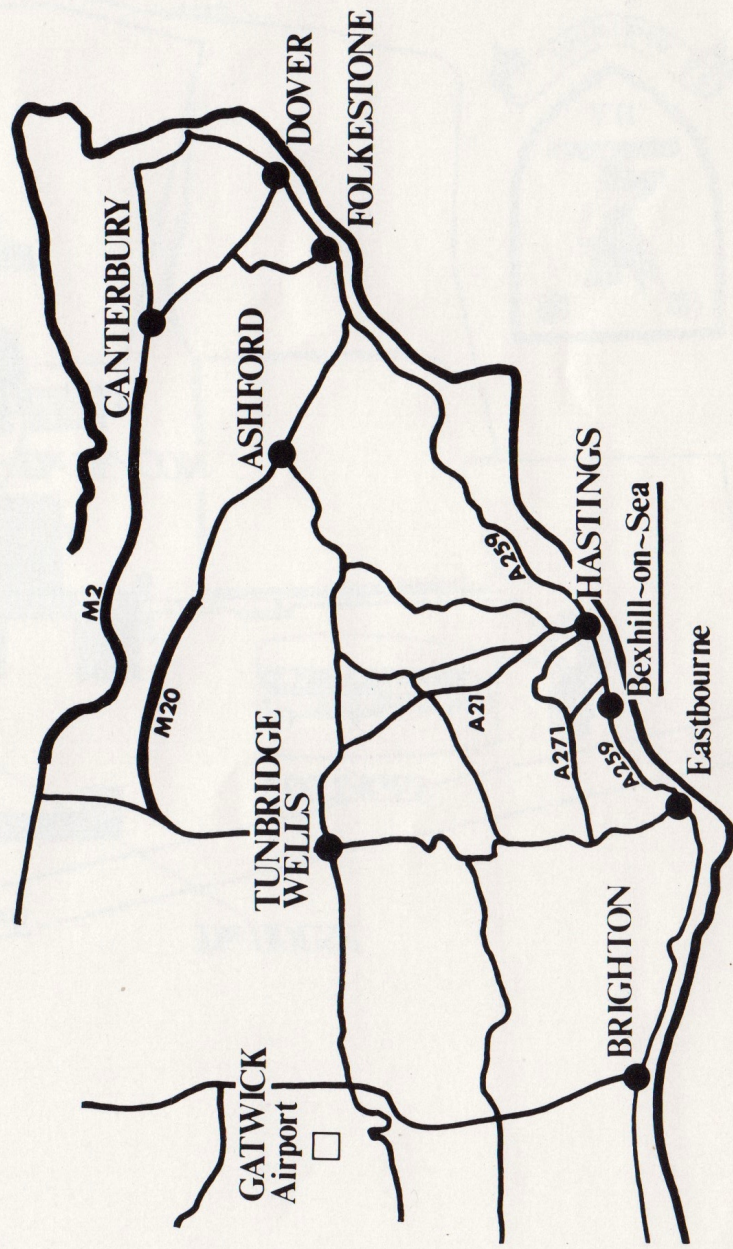 CANTERBURY
DOVER
FOLKESTONE
ASHFORD
M2
M20
TUNBRIDGE
WELLS
GATWICK
Airport
A259
HASTINGS
A21
A271
Bexhill~on~Sea
A259
Eastbourne
BRIGHTON